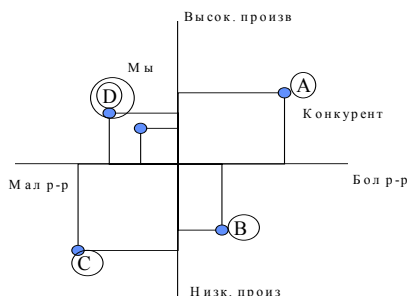 Высок. произв
Мы
A
D
Конкурент
Мал р-р
Бол р-р
B
C
Низк. произ